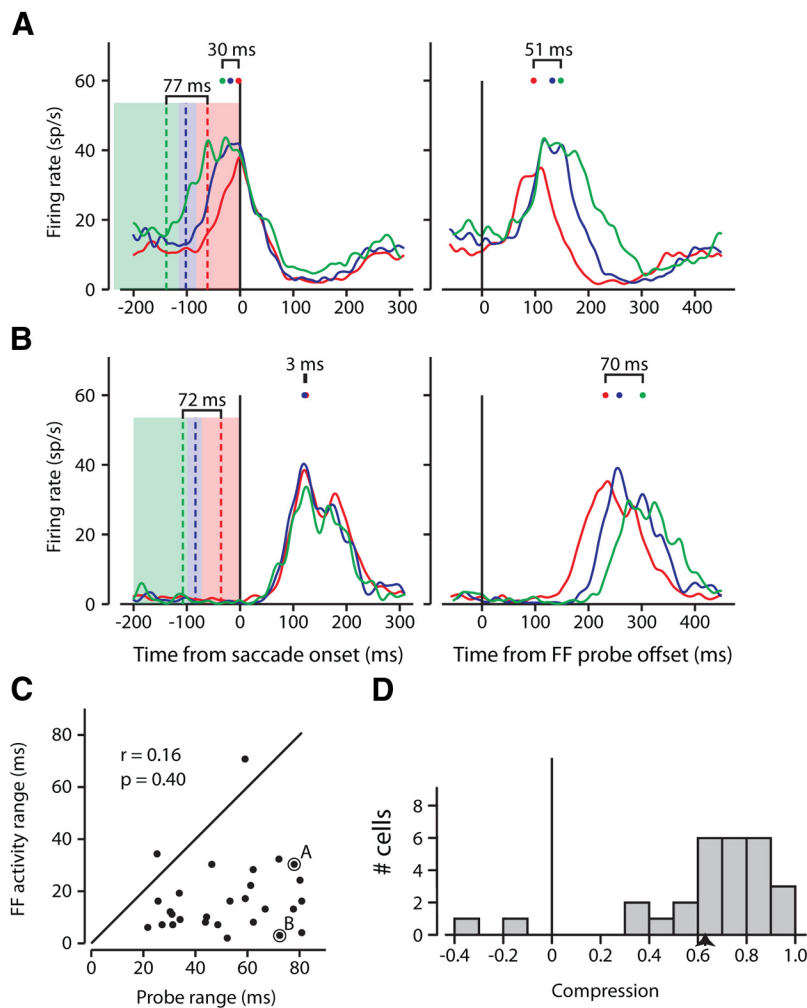 A
30 ms
51 ms
77 ms
Firing rate (sp/s)
60
40
20
0
-200 -100 0 100 200 300
0 100 200 300 400
B
3 ms
70 ms
72 ms
Firing rate (sp/s)
60
40
20
0
-200 -100 0 100 200 300
0 100 200 300 400
Time from saccade onset (ms)
Time from FF probe offset (ms)
C
FF activity range (ms)
80
60
40
20
0
r = 0.16
p = 0.40
A
B
0 20 40 60 80
Probe range (ms)
D
# cells
8
6
4
2
0
-0.4 -0.2 0 0.2 0.4 0.6 0.8 1.0
Compression